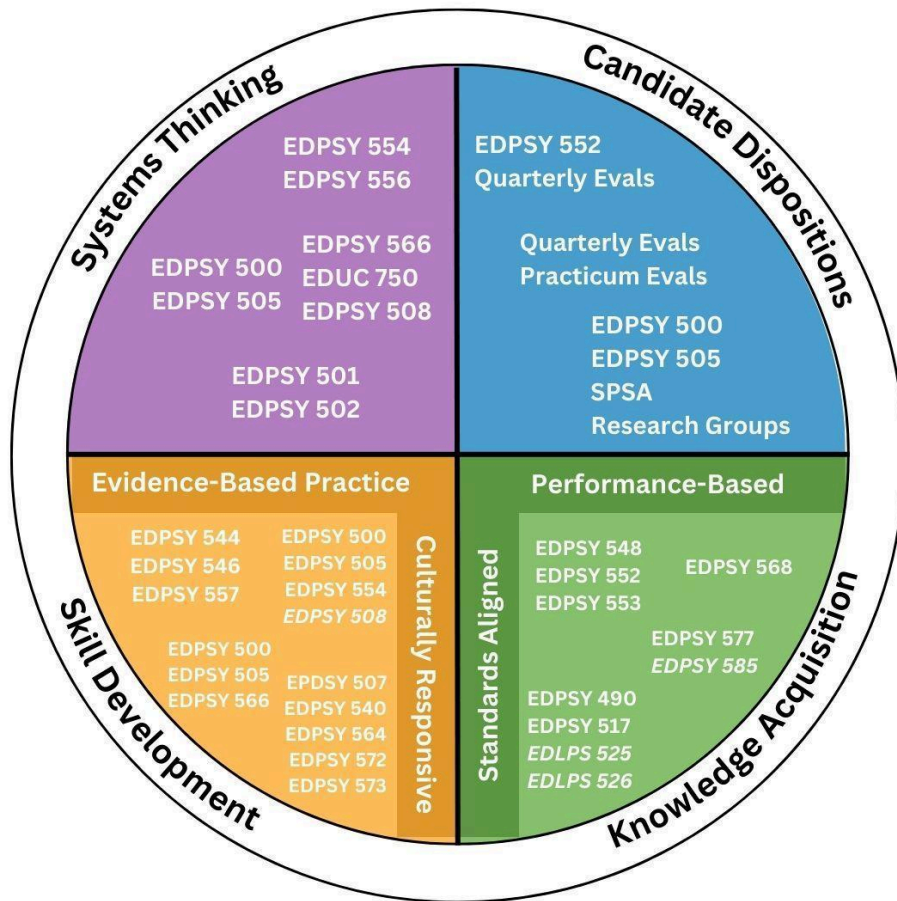 Systems Thinking
EDPSY 554
EDPSY 556
EDPSY 566
EDUC 750
EDPSY 508
EDPSY 500
EDPSY 505
EDPSY 501
EDPSY 502
Candidate Dispositions
EDPSY 552
Quarterly Evals
Quarterly Evals
Practicum Evals
EDPSY 500
EDPSY 505
SPSA
Research Groups
Skill Development
Evidence-Based Practice
Culturally Responsive
EDPSY 544
EDPSY 546
EDPSY 557
EDPSY 500
EDPSY 505
EDPSY 554
EDPSY 508
EDPSY 500
EDPSY 505
EDPSY 566
EPDSY 507
EDPSY 540
EDPSY 564
EDPSY 572
EDPSY 573
Knowledge Acquisition
Performance-Based
Standards Aligned
EDPSY 548
EDPSY 552
EDPSY 553
EDPSY 568
EDPSY 577
EDPSY 585
EDPSY 490
EDPSY 517
EDLPS 525
EDLPS 526